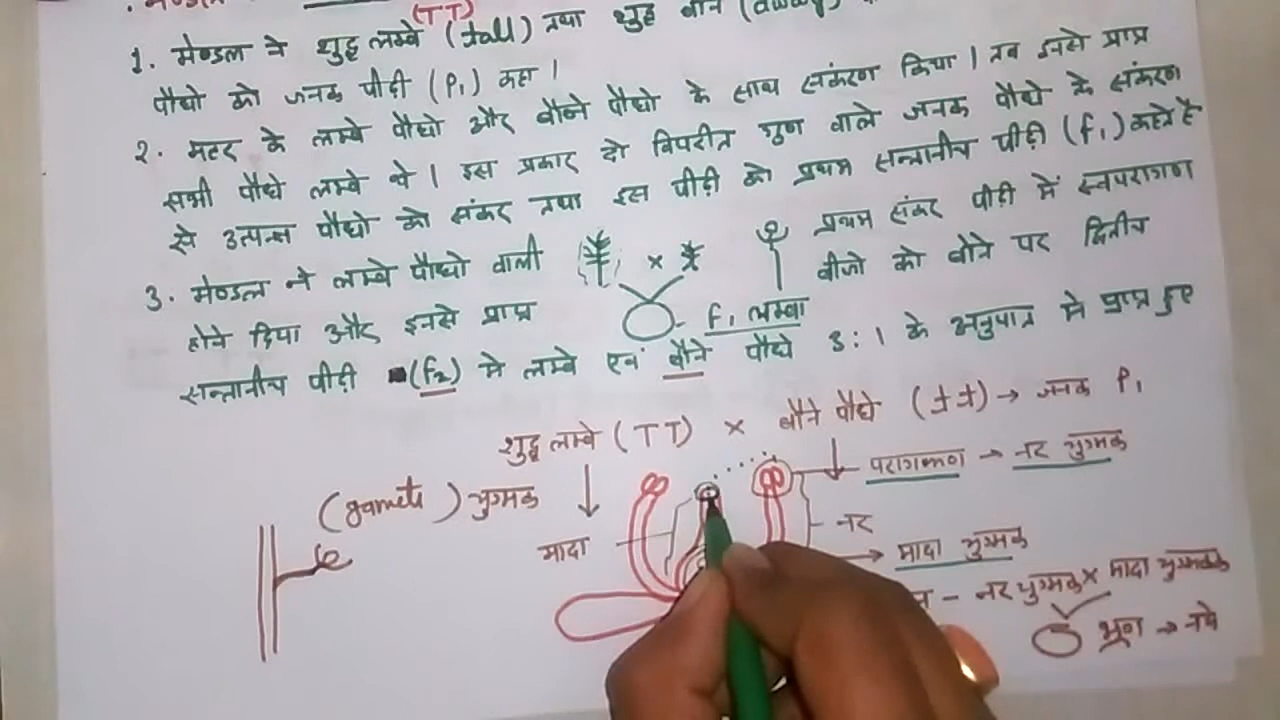 (TT)
1. मेण्डल ने शुद्ध लम्बे (tall) तथा शुद्ध बौने
पौधो को जनक पीढी (P₁) कहा ।
2. मटर के लम्बे पौधो और बौने पौधो के साथ संकरण किया । तब इनसे प्राप्त
सभी पौधे लम्बे थे । इस प्रकार दो विपरीत गुण वाले जनक पौधे के संकरण
से उत्पन्न पौधो को संकर तथा इस पीढी को प्रथम सन्तानीय पीढी (f₁) कहते है
3. मेण्डल ने लम्बे पौधो वाली × प्रथम संकर पीढी में स्वपरागण
होने दिया और इनसे प्राप्त f₁ लम्बा बीजो को बोने पर द्वितीय
सन्तानीय पीढी (f₂) मे लम्बे एवं बौने पौधे 3:1 के अनुपात मे प्राप्त हुए
शुद्ध लम्बे (TT) × बौने पौधे (tt) → जनक P₁
(gamete) युग्मक परागकण → नर युग्मक
मादा नर
→ मादा युग्मक
– नर युग्मक × मादा युग्मक
भ्रूण → नये